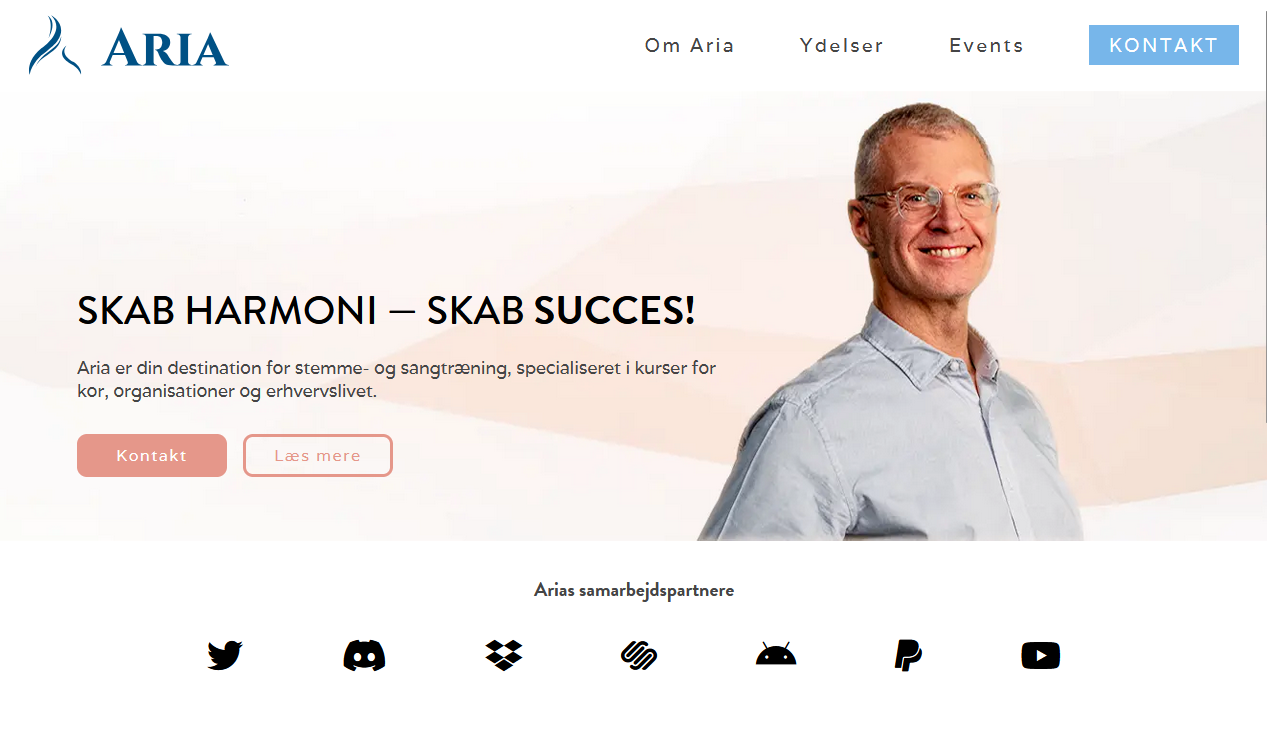 ARIA
Om Aria
Ydelser
Events
KONTAKT
SKAB HARMONI — SKAB SUCCES!
Aria er din destination for stemme- og sangtræning, specialiseret i kurser for
kor, organisationer og erhvervslivet.
Kontakt
Læs mere
Arias samarbejdspartnere